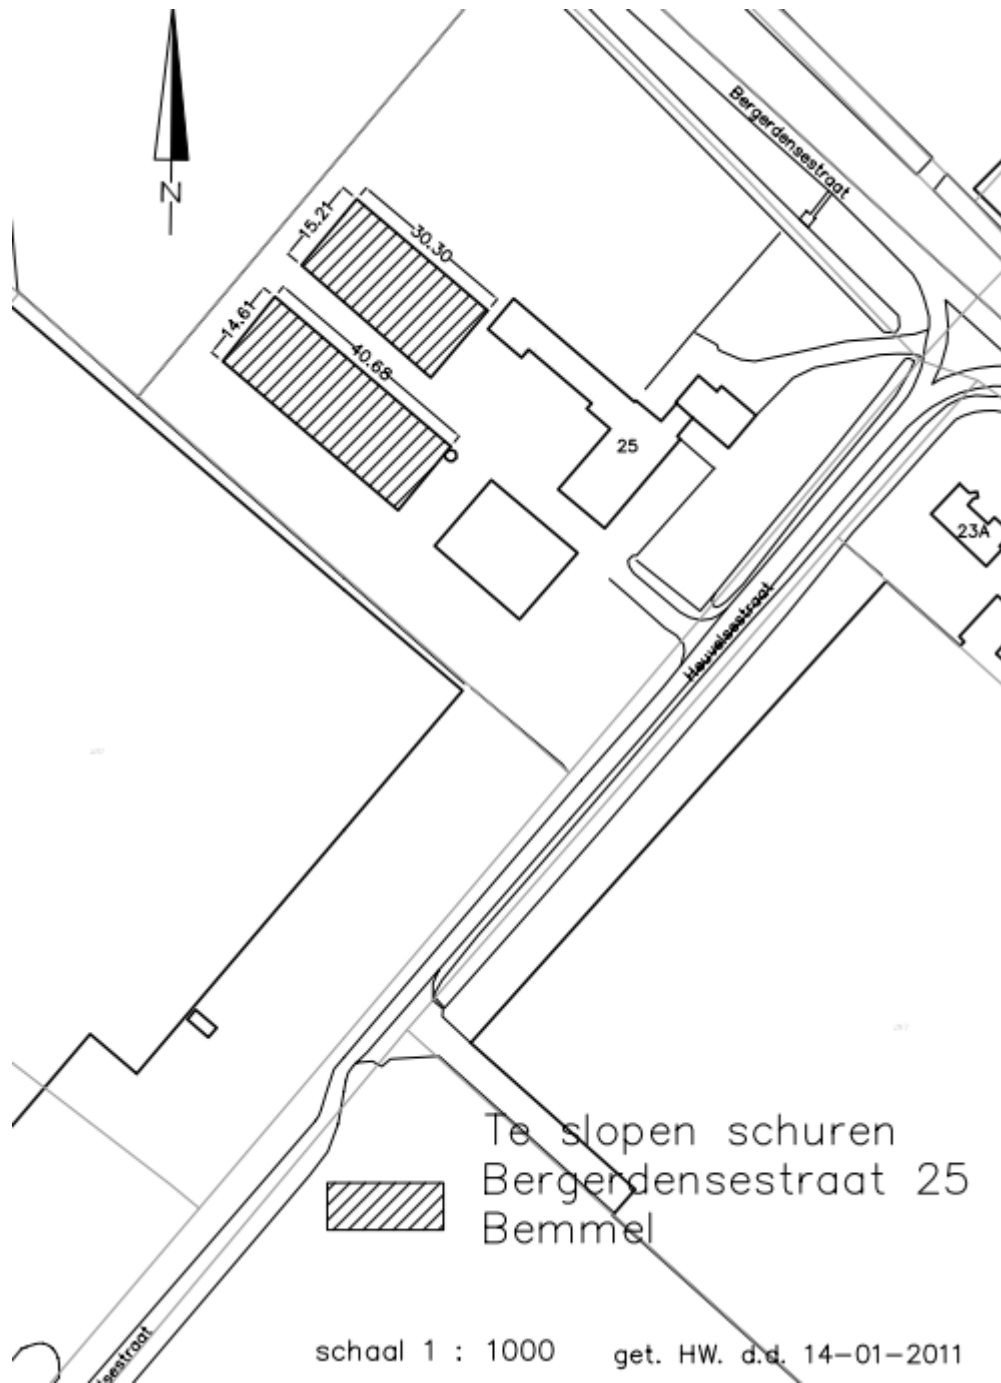 Bergerdensestraat
N
15.21
30.30
14.61
40.68
25
23A
Heuvelsestraat
Te slopen schuren
Bergerdensestraat 25
Bemmel
lsestraat
schaal 1 : 1000 get. HW. d.d. 14-01-2011